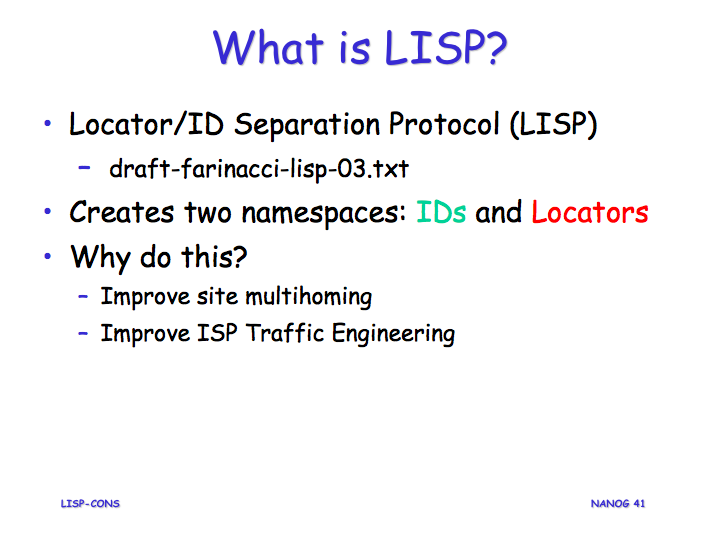 What is LISP?
• Locator/ID Separation Protocol (LISP)
– draft-farinacci-lisp-03.txt
• Creates two namespaces: IDs and Locators
• Why do this?
– Improve site multihoming
– Improve ISP Traffic Engineering
LISP-CONS
NANOG 41